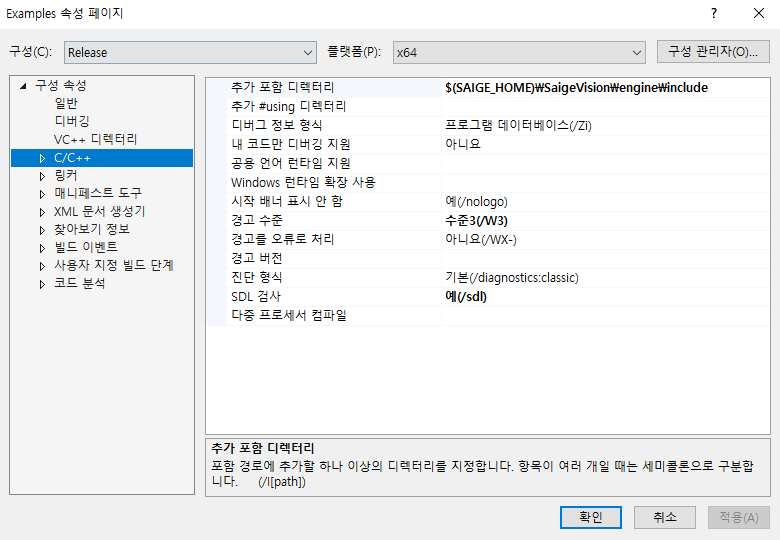 Examples 속성 페이지
구성(C): Release 플랫폼(P): x64 구성 관리자(O)...
구성 속성
일반
디버깅
VC++ 디렉터리
C/C++
링커
매니페스트 도구
XML 문서 생성기
찾아보기 정보
빌드 이벤트
사용자 지정 빌드 단계
코드 분석
추가 포함 디렉터리 $(SAIGE_HOME)₩SaigeVision₩engine₩include
추가 #using 디렉터리
디버그 정보 형식 프로그램 데이터베이스(/Zi)
내 코드만 디버깅 지원 아니요
공용 언어 런타임 지원
Windows 런타임 확장 사용
시작 배너 표시 안 함 예(/nologo)
경고 수준 수준3(/W3)
경고를 오류로 처리 아니요(/WX-)
경고 버전
진단 형식 기본(/diagnostics:classic)
SDL 검사 예(/sdl)
다중 프로세서 컴파일
추가 포함 디렉터리
포함 경로에 추가할 하나 이상의 디렉터리를 지정합니다. 항목이 여러 개일 때는 세미콜론으로 구분합
니다. (/I[path])
확인 취소 적용(A)